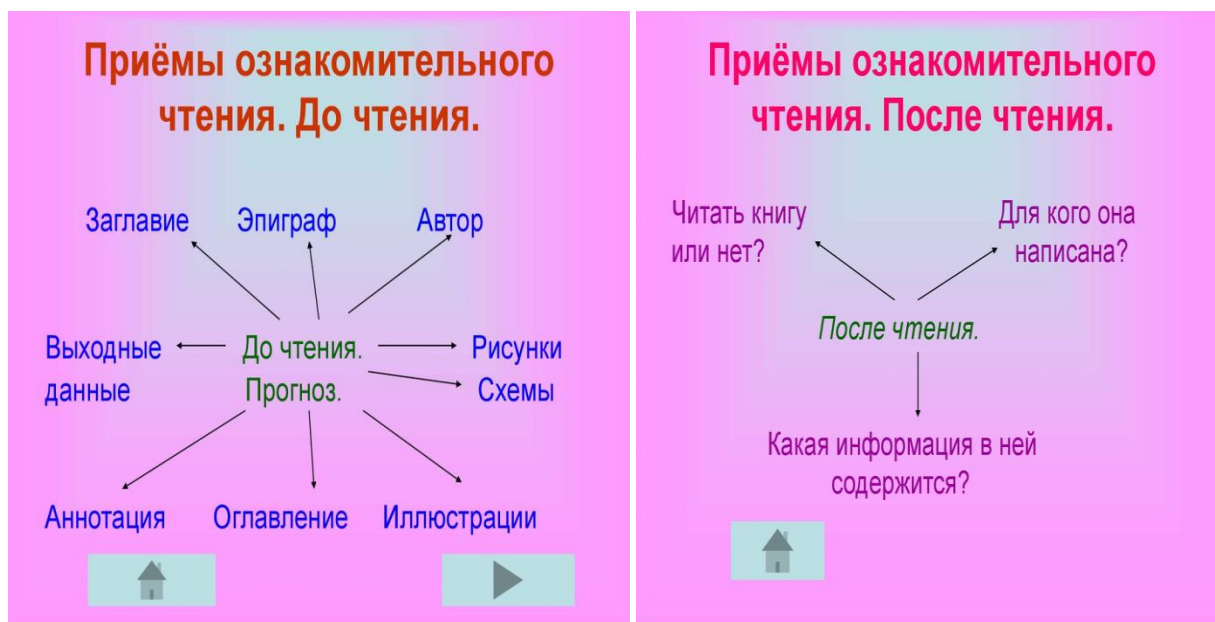 Приёмы ознакомительного
чтения. До чтения.
Заглавие
Эпиграф
Автор
Выходные
данные
До чтения.
Прогноз.
Рисунки
Схемы
Аннотация
Оглавление
Иллюстрации
Приёмы ознакомительного
чтения. После чтения.
Читать книгу
или нет?
Для кого она
написана?
После чтения.
Какая информация в ней
содержится?